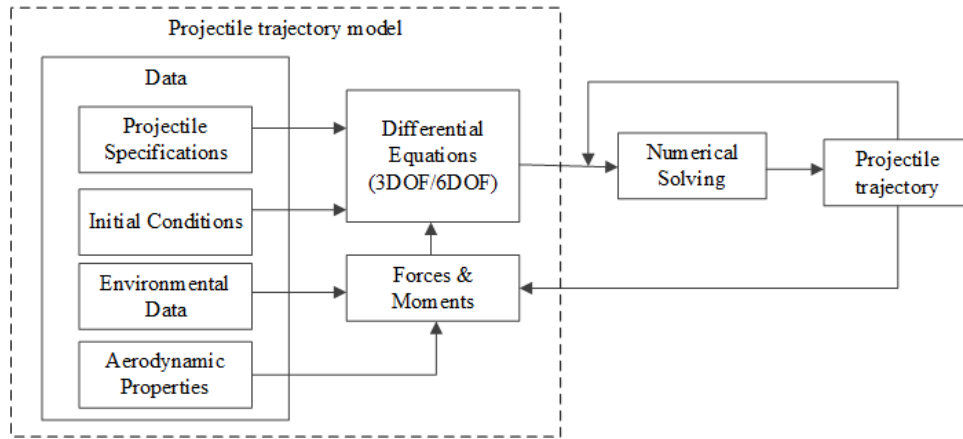 Projectile trajectory model
Data
Projectile
Specifications
Initial Conditions
Environmental
Data
Aerodynamic
Properties
Differential
Equations
(3DOF/6DOF)
Forces &
Moments
Numerical
Solving
Projectile
trajectory